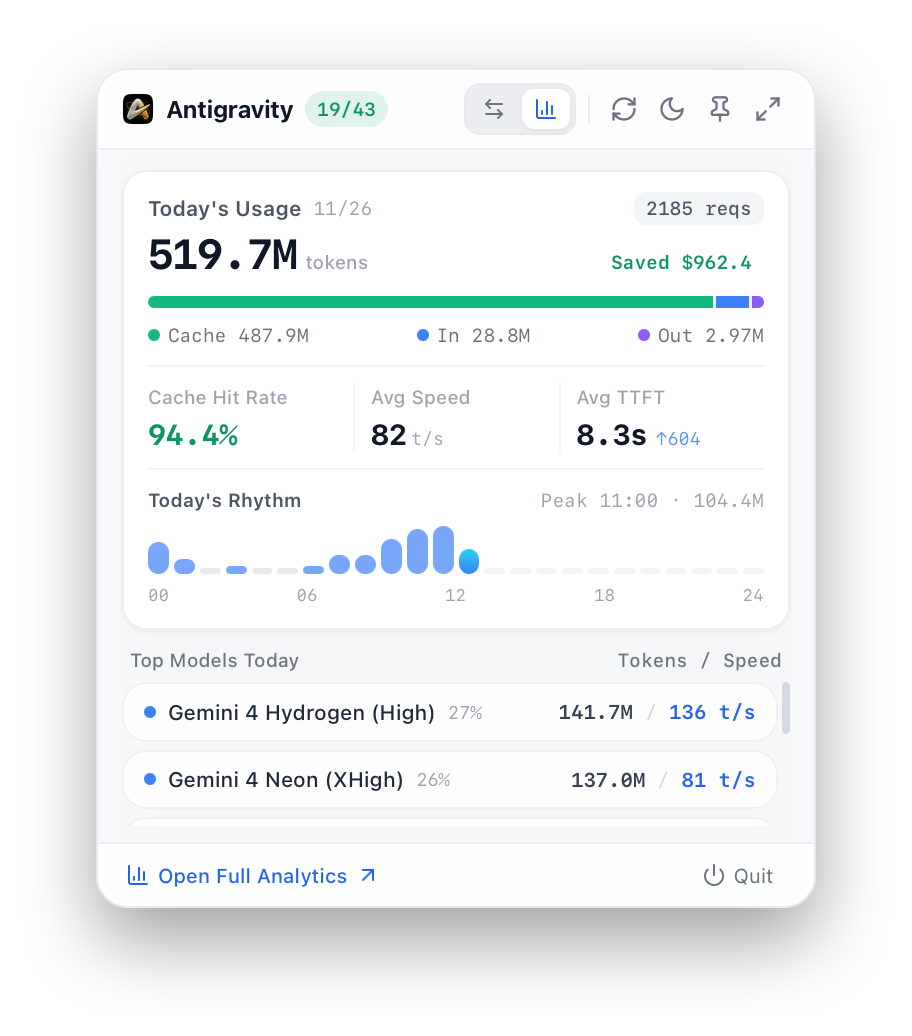 Antigravity 19/43
Today's Usage 11/26 2185 reqs
519.7M tokens Saved $962.4
Cache 487.9M In 28.8M Out 2.97M
Cache Hit Rate Avg Speed Avg TTFT
94.4% 82 t/s 8.3s ↑604
Today's Rhythm Peak 11:00 · 104.4M
00 06 12 18 24
Top Models Today Tokens / Speed
Gemini 4 Hydrogen (High) 27% 141.7M / 136 t/s
Gemini 4 Neon (XHigh) 26% 137.0M / 81 t/s
Open Full Analytics Quit